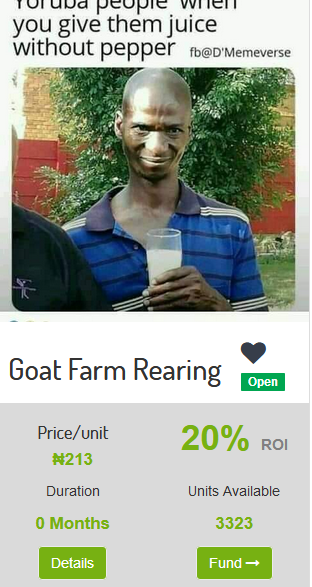 Yoruba people when
you give them juice
without pepper fb@D'Memeverse
Goat Farm Rearing
Open
Price/unit
₦213
20% ROI
Duration
0 Months
Units Available
3323
Details
Fund →